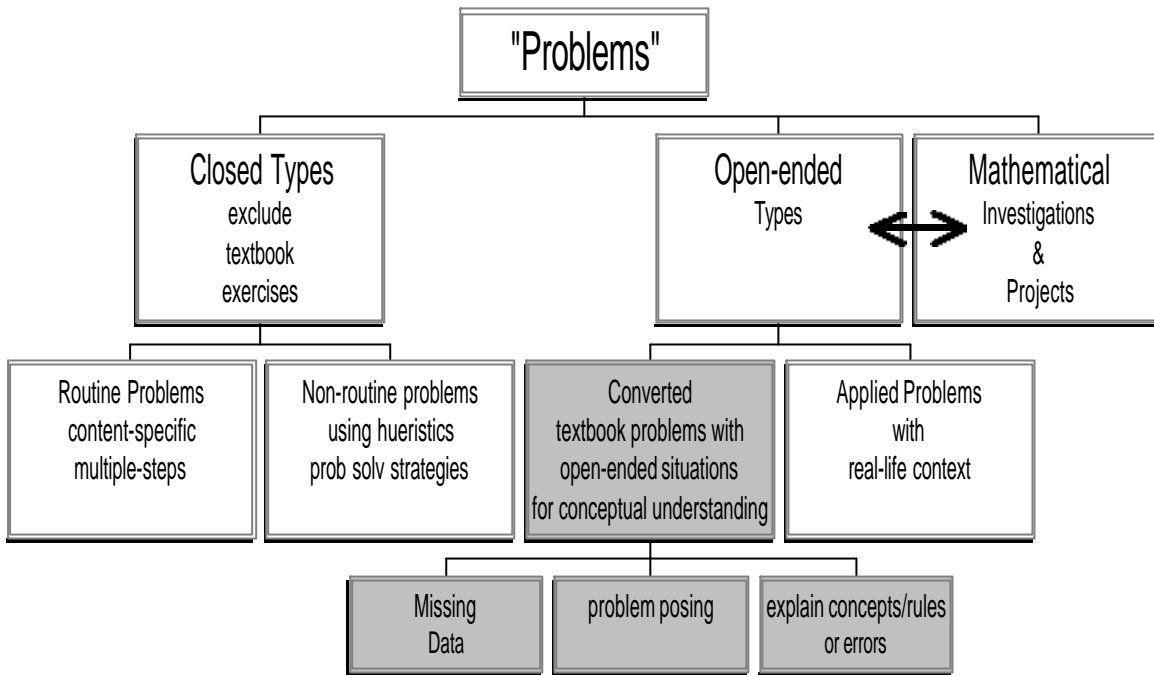 "Problems"
Closed Types
exclude
textbook
exercises
Open-ended
Types
Mathematical
Investigations
&
Projects
Routine Problems
content-specific
multiple-steps
Non-routine problems
using hueristics
prob solv strategies
Converted
textbook problems with
open-ended situations
for conceptual understanding
Applied Problems
with
real-life context
Missing
Data
problem posing
explain concepts/rules
or errors